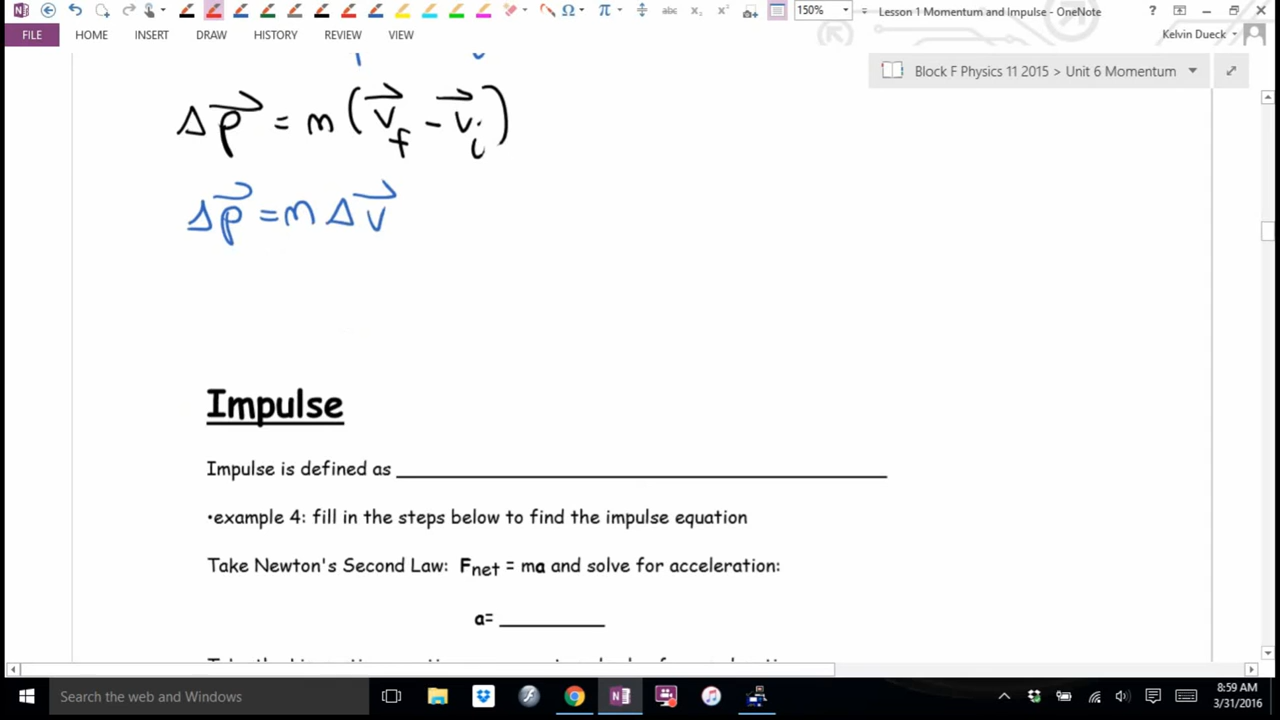 150%
Lesson 1 Momentum and Impulse - OneNote
FILE HOME INSERT DRAW HISTORY REVIEW VIEW
Kelvin Dueck
Block F Physics 11 2015 > Unit 6 Momentum
Δp⃗ = m(v⃗f - v⃗i)
Δp⃗ = mΔv⃗
Impulse
Impulse is defined as ____________________
•example 4: fill in the steps below to find the impulse equation
Take Newton's Second Law: Fnet = ma and solve for acceleration:
a= __________
Search the web and Windows
8:59 AM
3/31/2016